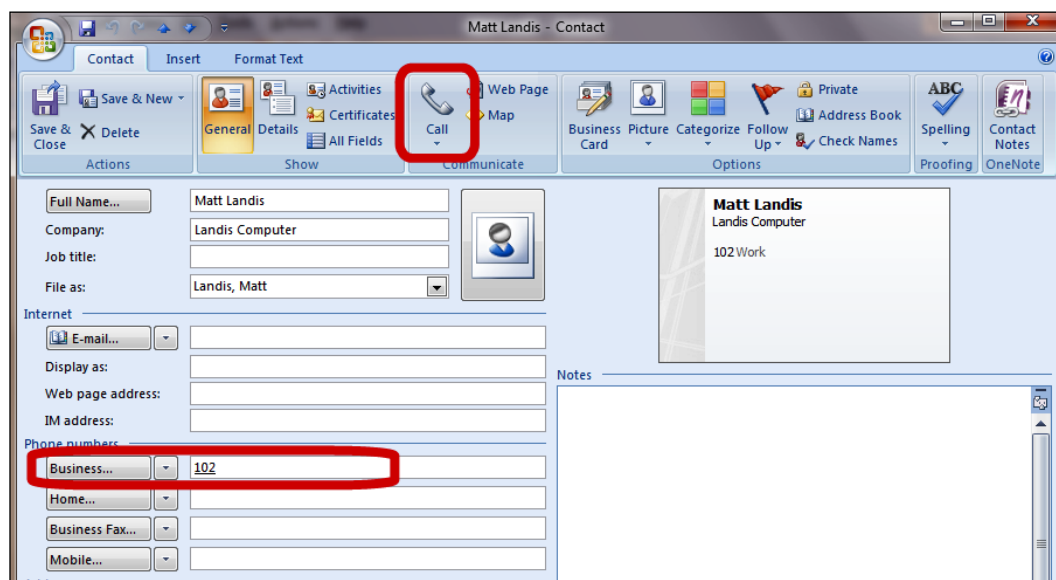 Matt Landis - Contact
Contact Insert Format Text
Save & Close
Save & New
Delete
Actions
General
Details
Activities
Certificates
All Fields
Show
Call
Web Page
Map
Communicate
Business Card
Picture
Categorize
Follow Up
Private
Address Book
Check Names
Options
ABC
Spelling
Proofing
Contact Notes
OneNote
Full Name... Matt Landis
Company: Landis Computer
Job title:
File as: Landis, Matt
Matt Landis
Landis Computer
102 Work
Internet
E-mail...
Display as:
Web page address:
IM address:
Notes
Phone numbers
Business... 102
Home...
Business Fax...
Mobile...